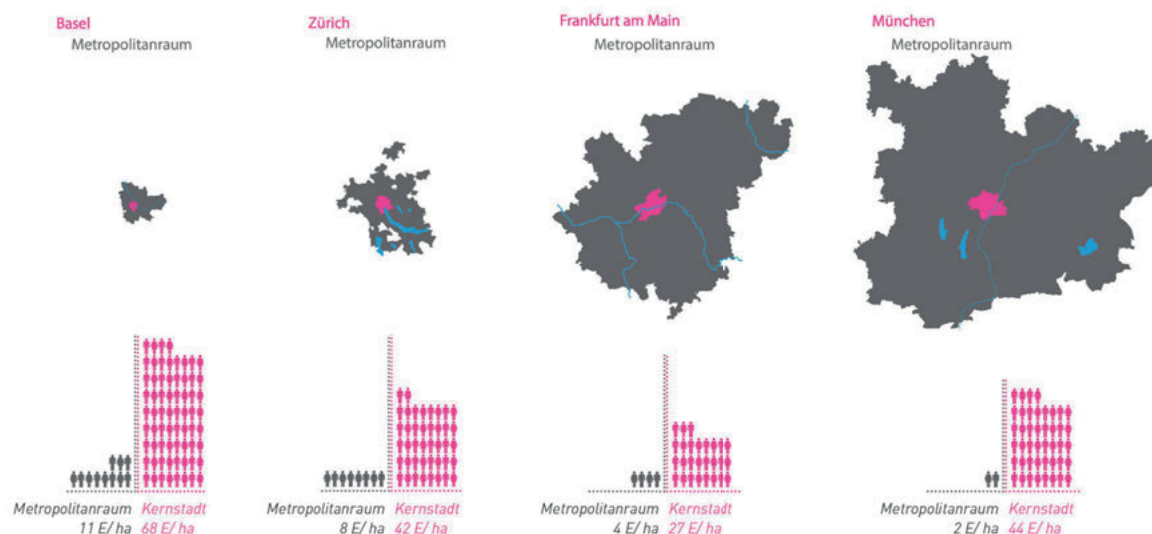 Basel
Metropolitanraum
Zürich
Metropolitanraum
Frankfurt am Main
Metropolitanraum
München
Metropolitanraum
Metropolitanraum Kernstadt
11 E/ ha 68 E/ ha
Metropolitanraum Kernstadt
8 E/ ha 42 E/ ha
Metropolitanraum Kernstadt
4 E/ ha 27 E/ ha
Metropolitanraum Kernstadt
2 E/ ha 44 E/ ha